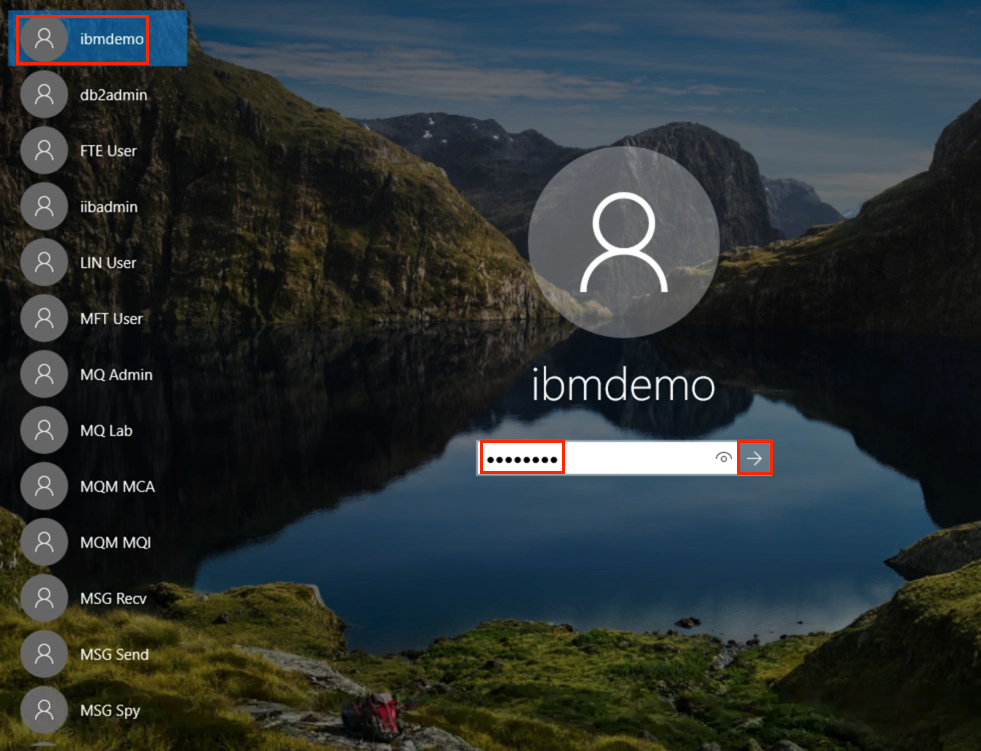 ibmdemo
db2admin
FTE User
iibadmin
LIN User
MFT User
MQ Admin
MQ Lab
MQM MCA
MQM MQI
MSG Recv
MSG Send
MSG Spy
ibmdemo